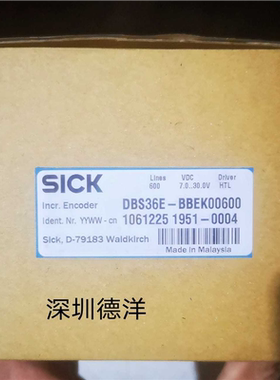 SICK
Lines VDC Driver
600 7.0..30.0V HTL
Incr. Encoder DBS36E-BBEK00600
Ident. Nr. YYWW-cn 1061225 1951-0004
Sick, D-79183 Waldkirch
Made in Malaysia
深圳德洋